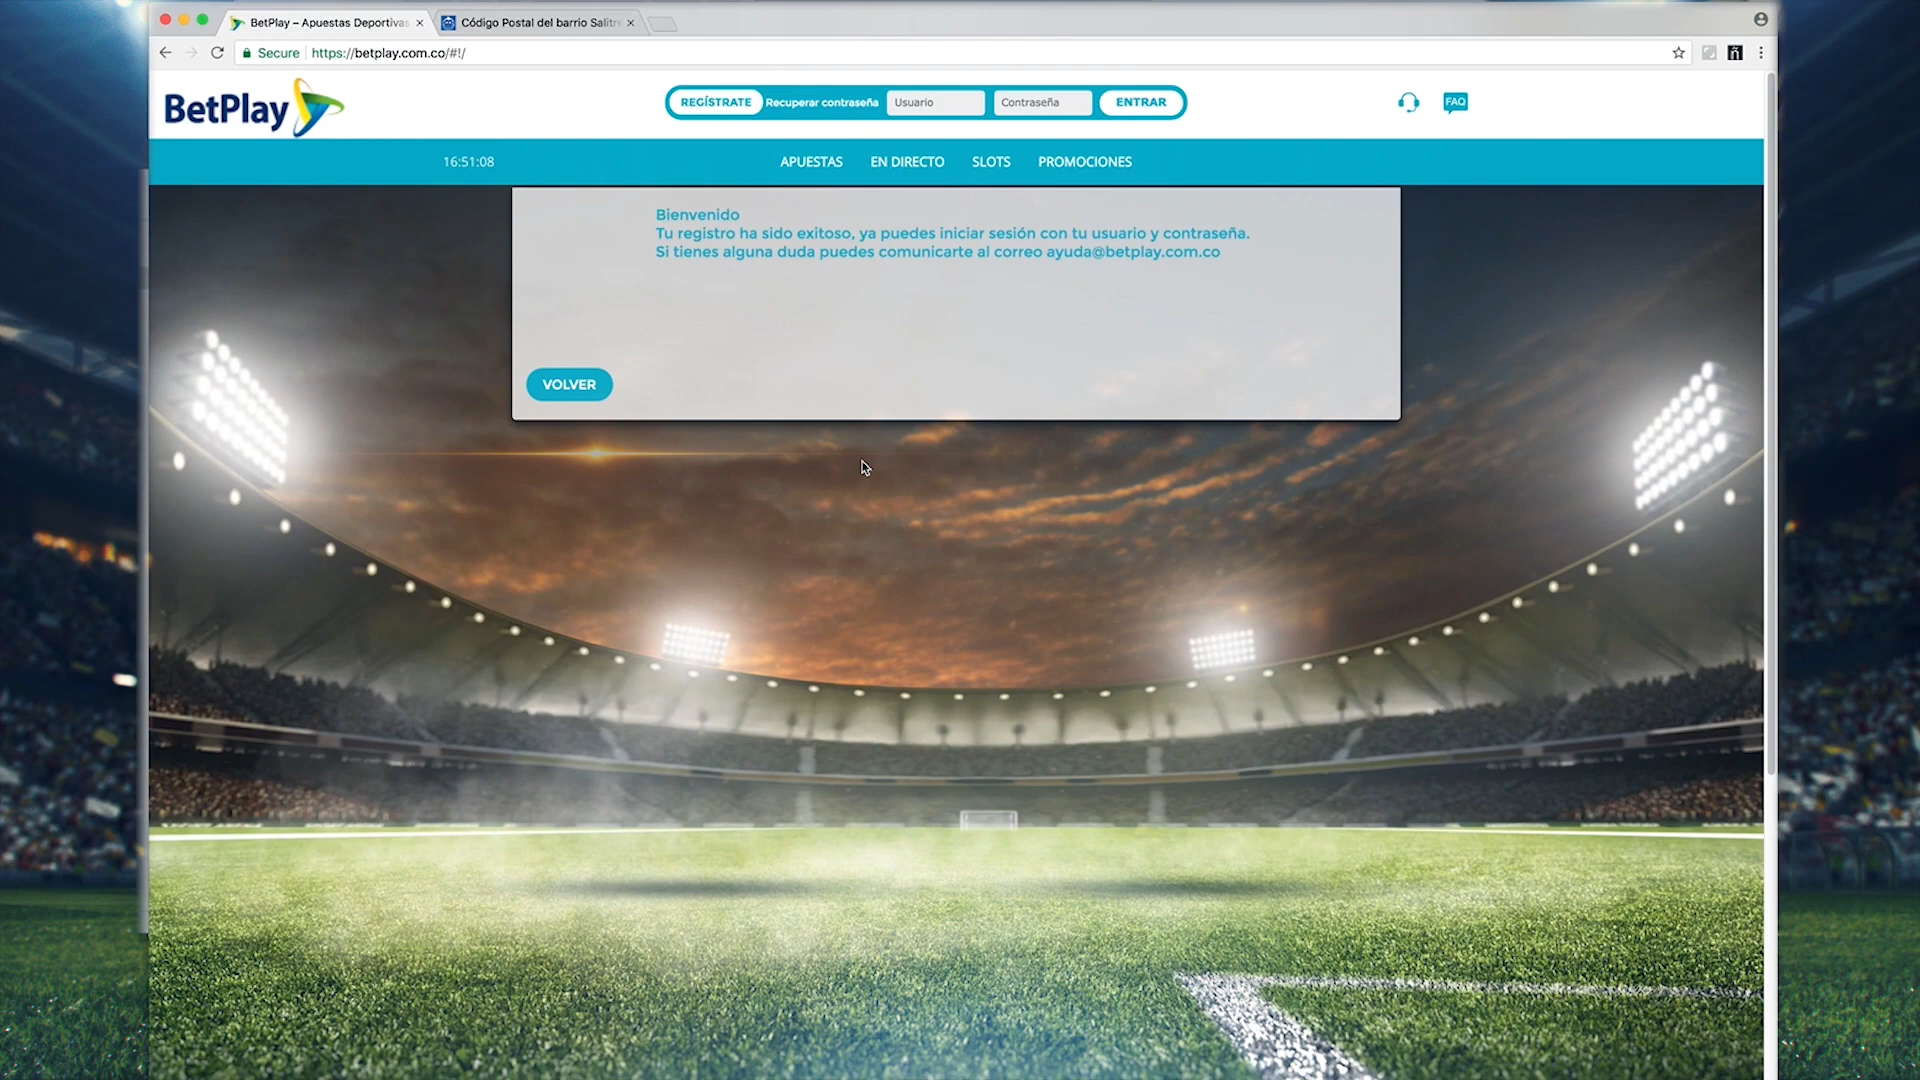 BetPlay – Apuestas Deportivas
Código Postal del barrio Salitre
Secure
https://betplay.com.co/#!/
BetPlay
REGÍSTRATE
Recuperar contraseña
Usuario
Contraseña
ENTRAR
FAQ
16:51:08
APUESTAS
EN DIRECTO
SLOTS
PROMOCIONES
Bienvenido
Tu registro ha sido exitoso, ya puedes iniciar sesión con tu usuario y contraseña.
Si tienes alguna duda puedes comunicarte al correo ayuda@betplay.com.co
VOLVER
ñ